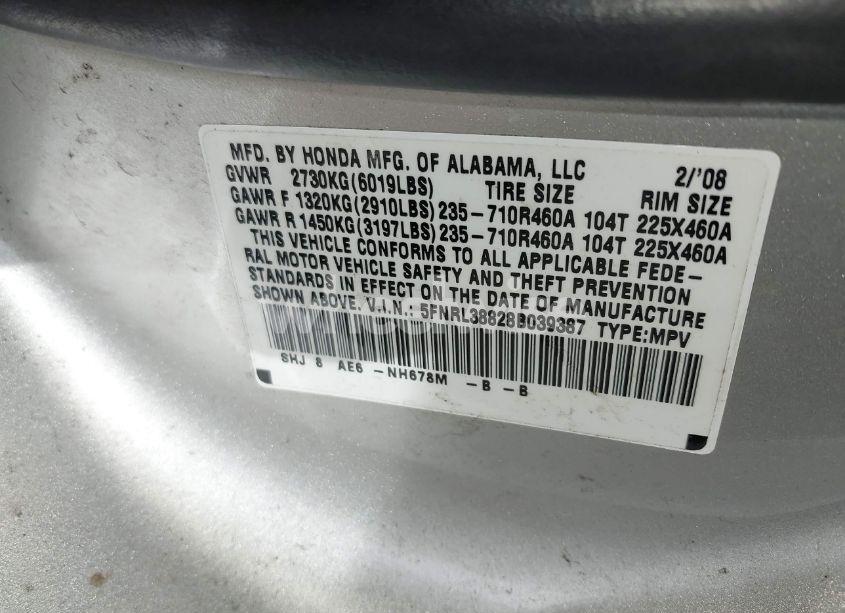 MFD. BY HONDA MFG. OF ALABAMA, LLC 2/'08
GVWR 2730KG(6019LBS) TIRE SIZE RIM SIZE
GAWR F 1320KG(2910LBS) 235-710R460A 104T 225X460A
GAWR R 1450KG(3197LBS) 235-710R460A 104T 225X460A
THIS VEHICLE CONFORMS TO ALL APPLICABLE FEDE-
RAL MOTOR VEHICLE SAFETY AND THEFT PREVENTION
STANDARDS IN EFFECT ON THE DATE OF MANUFACTURE
SHOWN ABOVE. V.I.N.: 5FNRL38828B039387 TYPE:MPV
SHJ 8 AE6 -NH678M -B -B